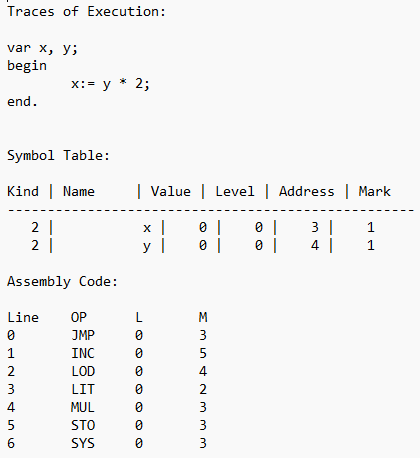 Traces of Execution:
var x, y;
begin
x:= y * 2;
end.
Symbol Table:
Kind | Name | Value | Level | Address | Mark
---------------------------------------------------
2 | x | 0 | 0 | 3 | 1
2 | y | 0 | 0 | 4 | 1
Assembly Code:
Line OP L M
0 JMP 0 3
1 INC 0 5
2 LOD 0 4
3 LIT 0 2
4 MUL 0 3
5 STO 0 3
6 SYS 0 3